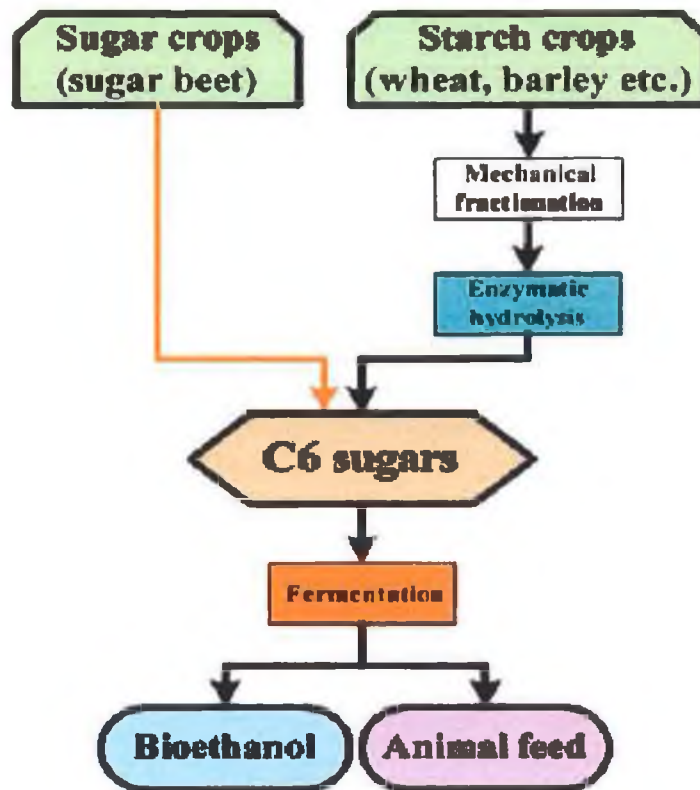 Sugar crops
(sugar beet)
Starch crops
(wheat, barley etc.)
Mechanical
fractionation
Enzymatic
hydrolysis
C6 sugars
Fermentation
Bioethanol
Animal feed